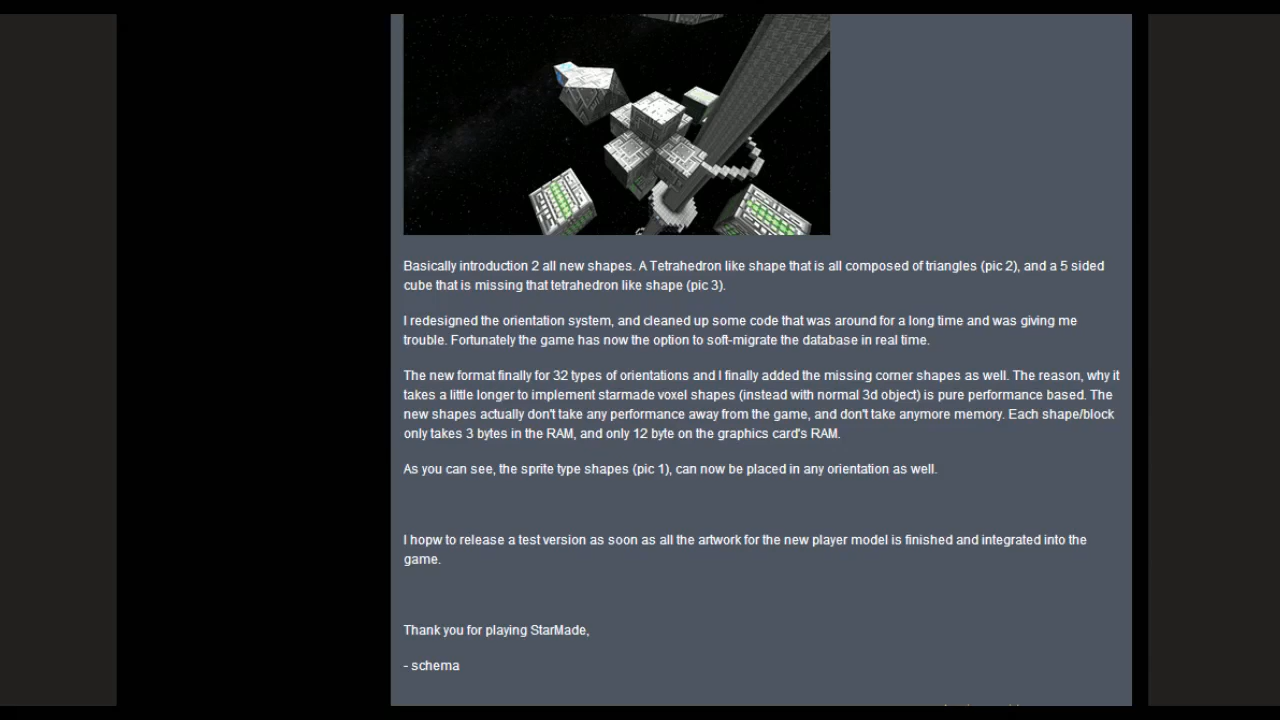 Basically introduction 2 all new shapes. A Tetrahedron like shape that is all composed of triangles (pic 2), and a 5 sided
cube that is missing that tetrahedron like shape (pic 3).
I redesigned the orientation system, and cleaned up some code that was around for a long time and was giving me
trouble. Fortunately the game has now the option to soft-migrate the database in real time.
The new format finally for 32 types of orientations and I finally added the missing corner shapes as well. The reason, why it
takes a little longer to implement starmade voxel shapes (instead with normal 3d object) is pure performance based. The
new shapes actually don't take any performance away from the game, and don't take anymore memory. Each shape/block
only takes 3 bytes in the RAM, and only 12 byte on the graphics card's RAM.
As you can see, the sprite type shapes (pic 1), can now be placed in any orientation as well.
I hopw to release a test version as soon as all the artwork for the new player model is finished and integrated into the
game.
Thank you for playing StarMade,
- schema